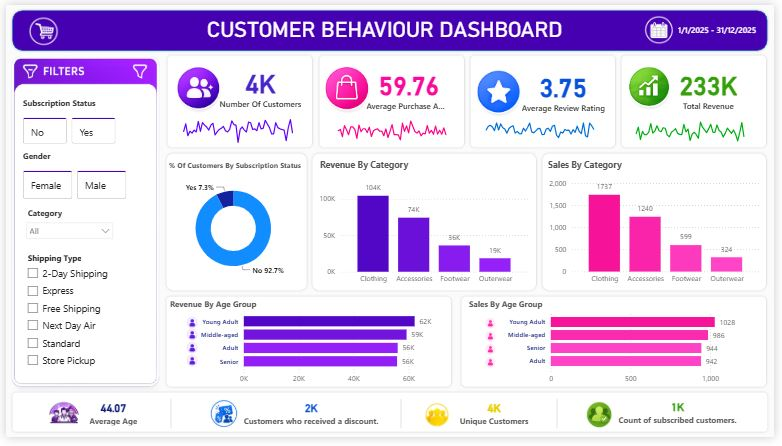 CUSTOMER BEHAVIOUR DASHBOARD
1/1/2025 - 31/12/2025
FILTERS
Subscription Status
No
Yes
Gender
Female
Male
Category
All
Shipping Type
2-Day Shipping
Express
Free Shipping
Next Day Air
Standard
Store Pickup
4K
Number Of Customers
59.76
Average Purchase A...
3.75
Average Review Rating
233K
Total Revenue
% Of Customers By Subscription Status
Yes 7.3%
No 92.7%
Revenue By Category
100K
50K
0K
104K
74K
36K
19K
Clothing
Accessories
Footwear
Outerwear
Sales By Category
2,000
1,500
1,000
500
0
1737
1240
599
324
Clothing
Accessories
Footwear
Outerwear
Revenue By Age Group
Young Adult
62K
Middle-aged
59K
Adult
56K
Senior
56K
0K
20K
40K
60K
Sales By Age Group
Young Adult
1028
Middle-aged
986
Senior
944
Adult
942
0
500
1,000
44.07
Average Age
2K
Customers who received a discount.
4K
Unique Customers
1K
Count of subscribed customers.